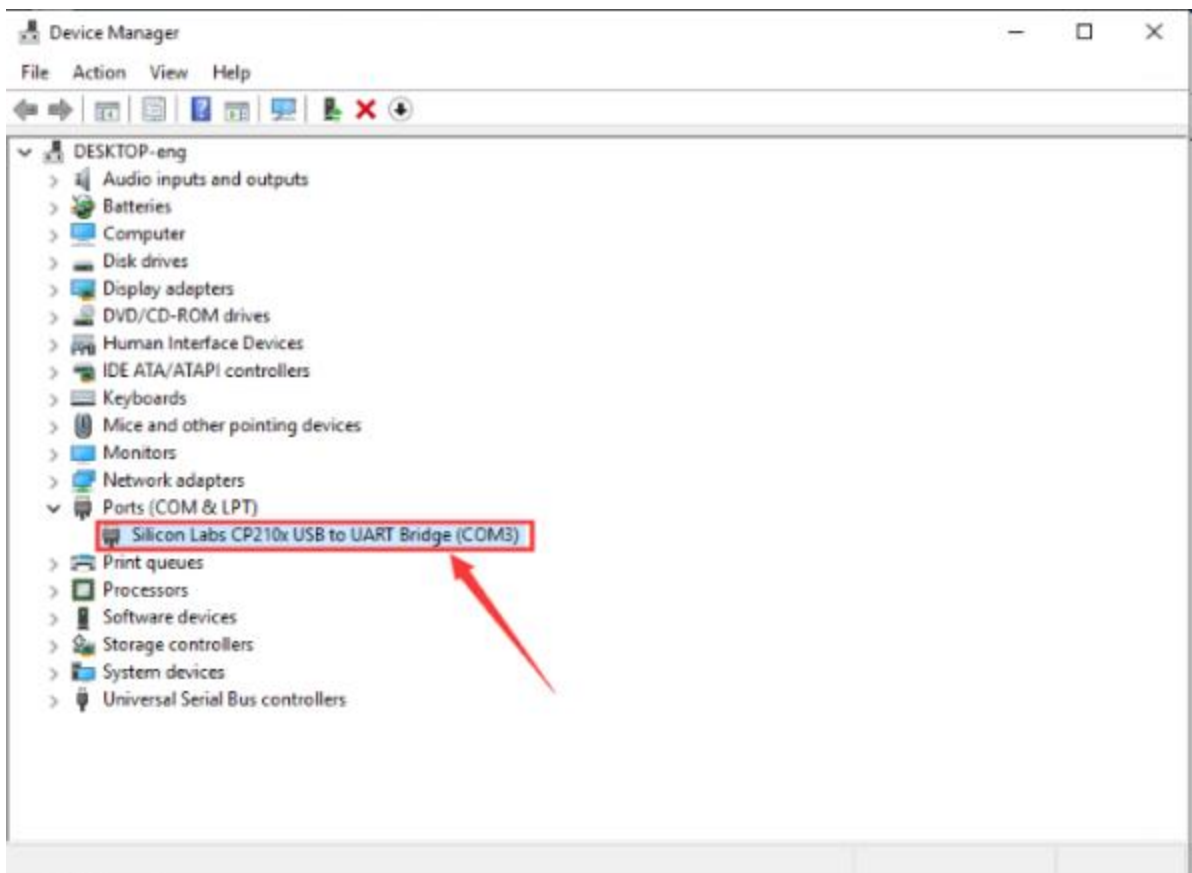 Device Manager
File Action View Help
DESKTOP-eng
Audio inputs and outputs
Batteries
Computer
Disk drives
Display adapters
DVD/CD-ROM drives
Human Interface Devices
IDE ATA/ATAPI controllers
Keyboards
Mice and other pointing devices
Monitors
Network adapters
Ports (COM & LPT)
Silicon Labs CP210x USB to UART Bridge (COM3)
Print queues
Processors
Software devices
Storage controllers
System devices
Universal Serial Bus controllers